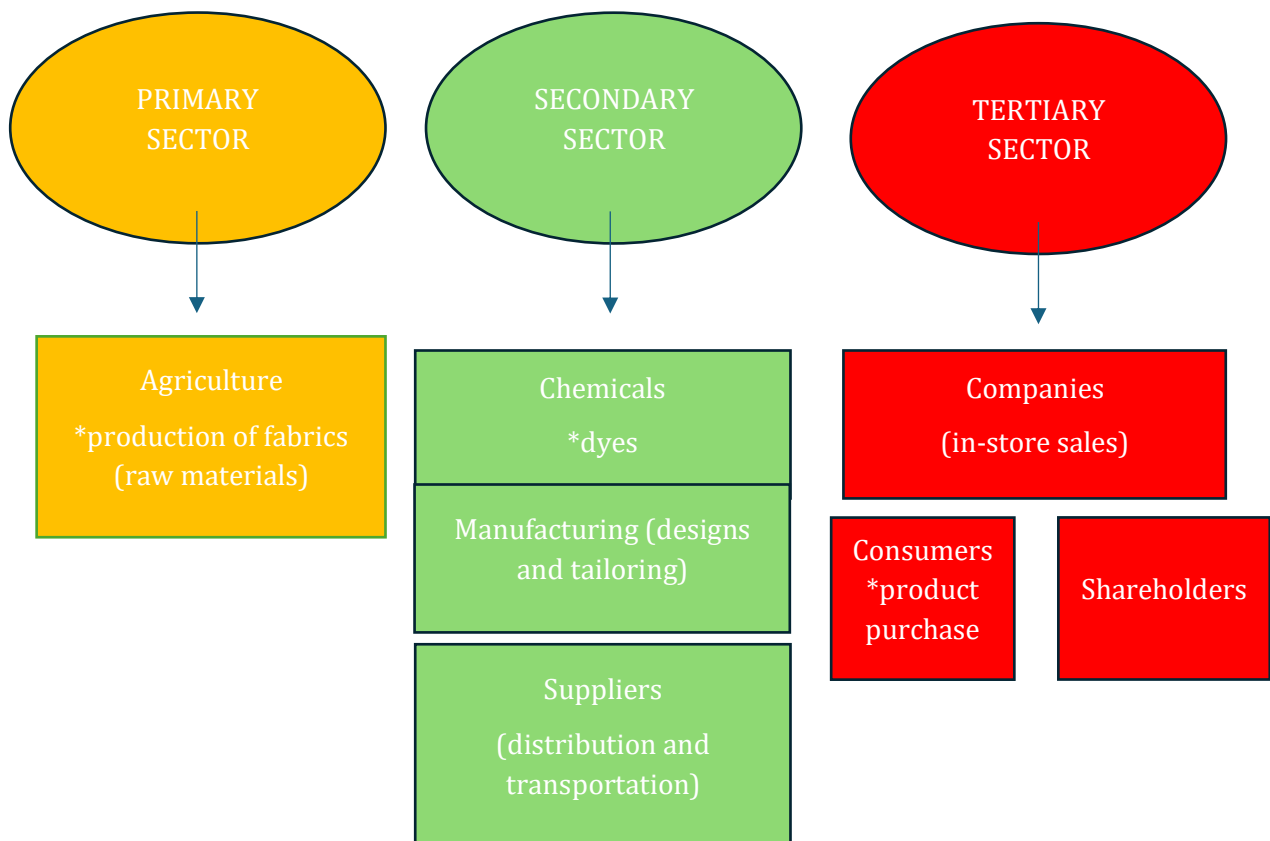 PRIMARY
SECTOR
SECONDARY
SECTOR
TERTIARY
SECTOR
Agriculture
*production of fabrics
(raw materials)
Chemicals
*dyes
Manufacturing (designs
and tailoring)
Suppliers
(distribution and
transportation)
Companies
(in-store sales)
Consumers
*product
purchase
Shareholders